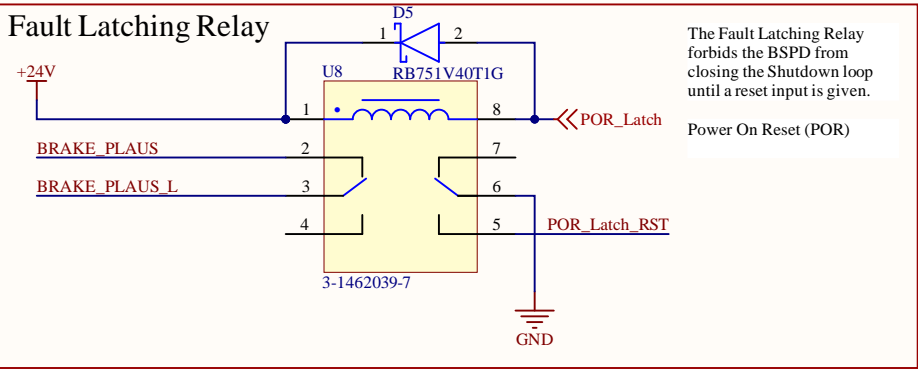 Fault Latching Relay
D5
1
2
RB751V40T1G
+24V
U8
1
8
POR_Latch
BRAKE_PLAUS
2
7
BRAKE_PLAUS_L
3
6
4
5
POR_Latch_RST
3-1462039-7
GND
The Fault Latching Relay
forbids the BSPD from
closing the Shutdown loop
until a reset input is given.
Power On Reset (POR)